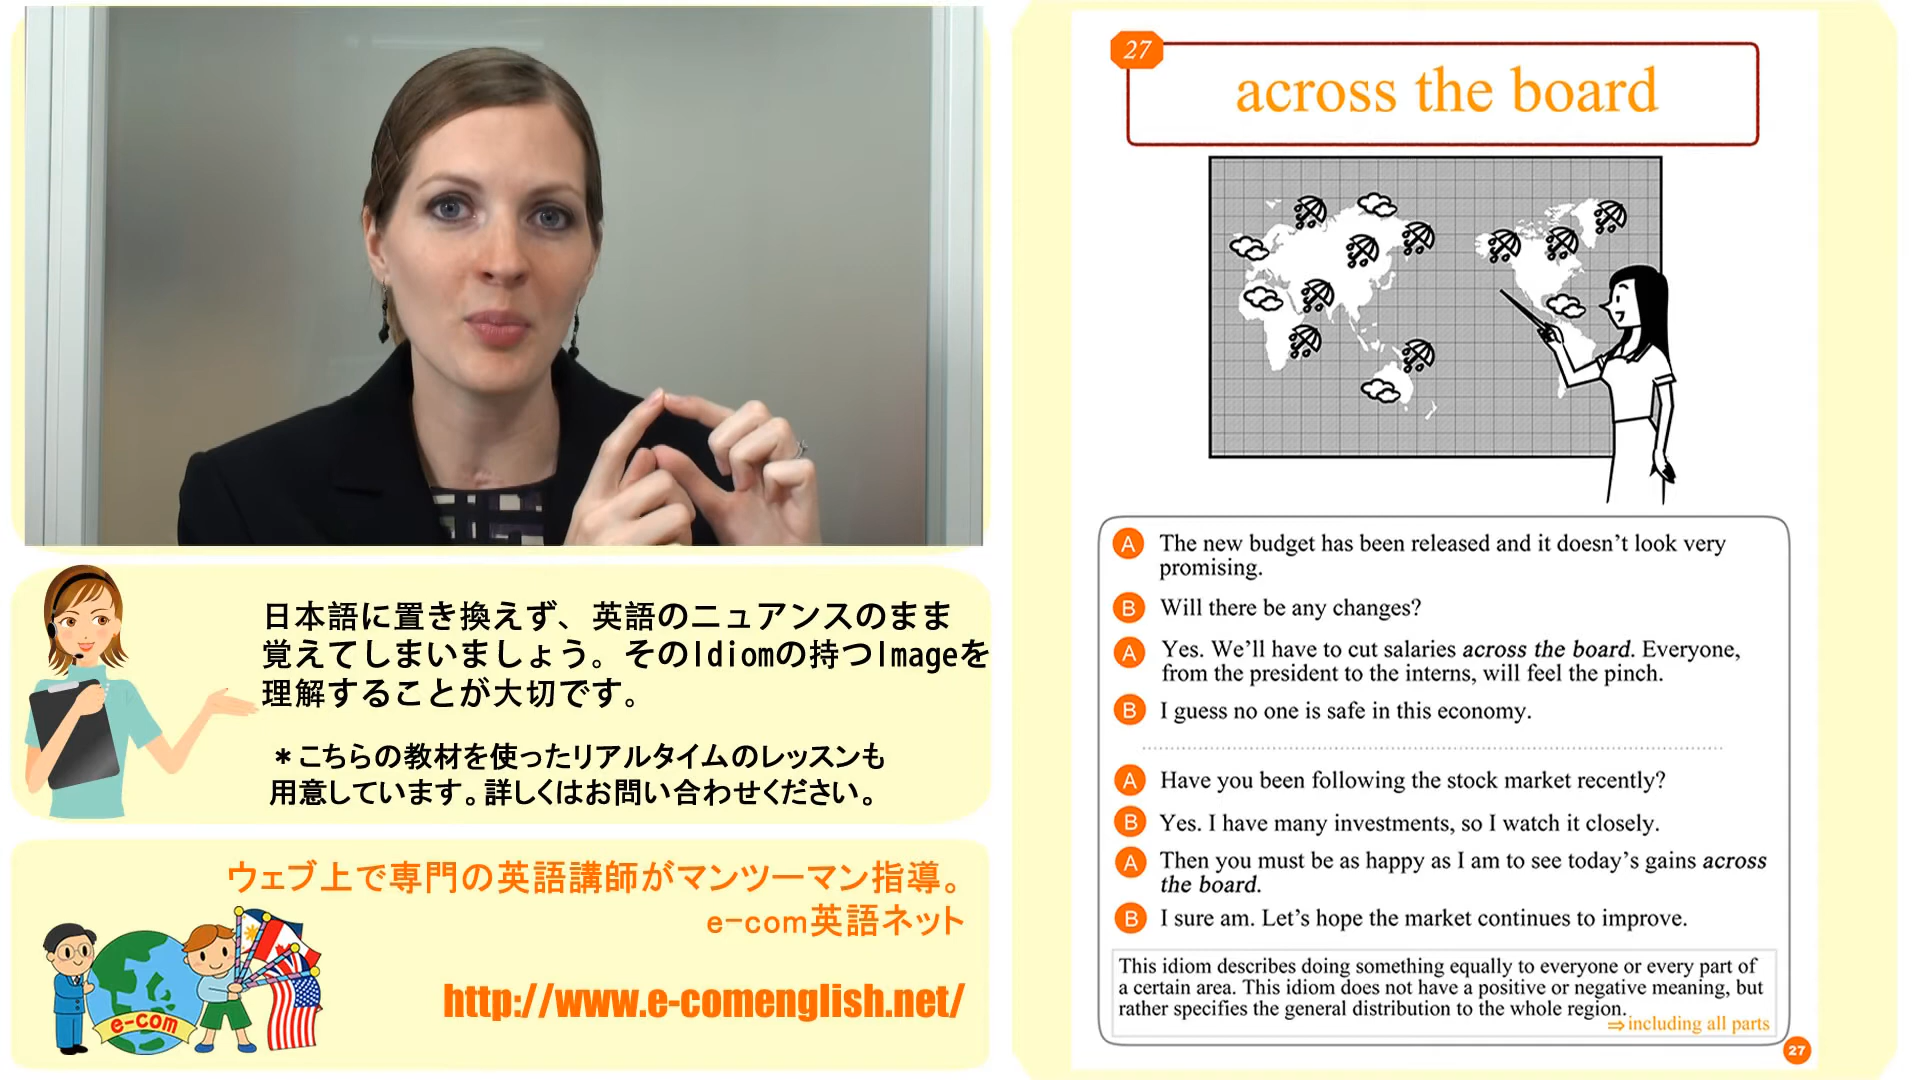 日本語に置き換えず、英語のニュアンスのまま
覚えてしまいましょう。そのIdiomの持つImageを
理解することが大切です。
*こちらの教材を使ったリアルタイムのレッスンも
用意しています。詳しくはお問い合わせください。
ウェブ上で専門の英語講師がマンツーマン指導。
e-com英語ネット
http://www.e-comenglish.net/
e-com
27
across the board
A The new budget has been released and it doesn't look very
promising.
B Will there be any changes?
A Yes. We'll have to cut salaries across the board. Everyone,
from the president to the interns, will feel the pinch.
B I guess no one is safe in this economy.
A Have you been following the stock market recently?
B Yes. I have many investments, so I watch it closely.
A Then you must be as happy as I am to see today's gains across
the board.
B I sure am. Let's hope the market continues to improve.
This idiom describes doing something equally to everyone or every part of
a certain area. This idiom does not have a positive or negative meaning, but
rather specifies the general distribution to the whole region.
⇒including all parts
27